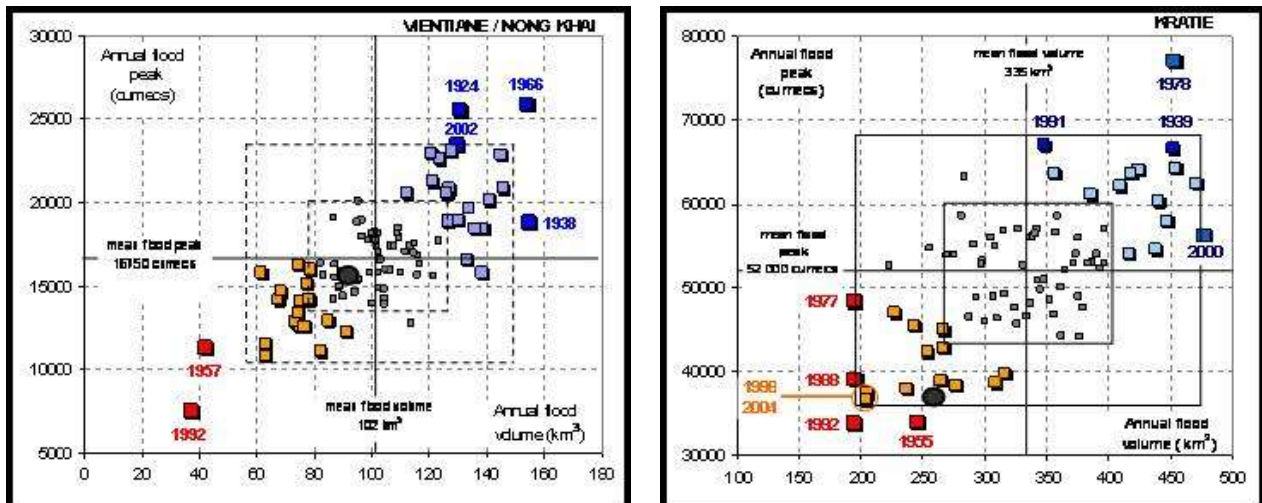 VIENTIANE / NONG KHAI
30000
25000
20000
15000
10000
5000
Annual flood
peak
(cumecs)
1924
1966
2002
1938
mean flood peak
16750 cumecs
1957
1992
mean flood volume
102 km³
Annual flood
volume (km³)
0 20 40 60 80 100 120 140 160 180
KRATIE
80000
70000
60000
50000
40000
30000
Annual flood
peak
(cumecs)
mean flood volume
335 km³
1978
1991
1939
mean flood
peak
52 000 cumecs
2000
1977
1988
2004
1992
1955
Annual flood
volume (km³)
100 150 200 250 300 350 400 450 500